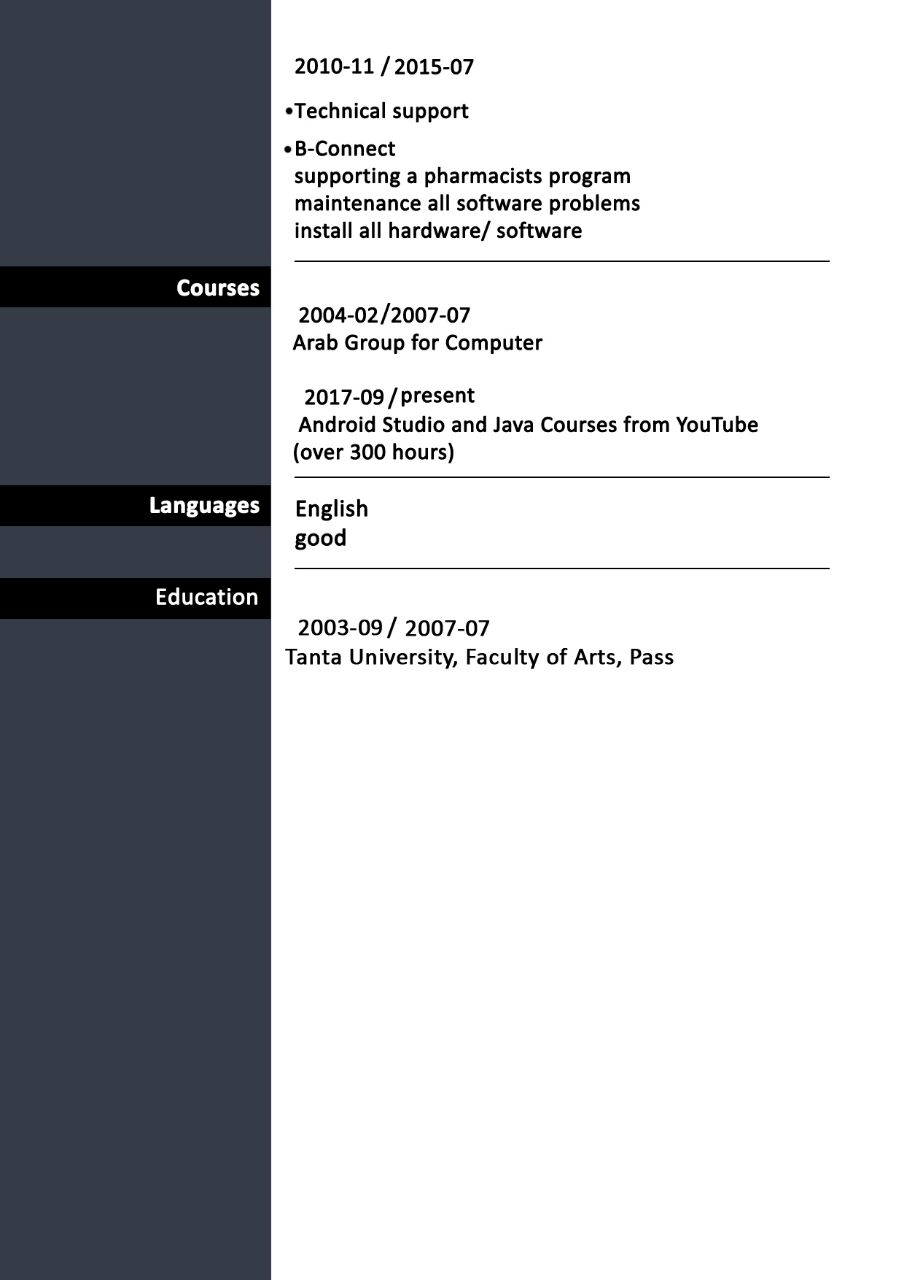 2010-11 / 2015-07
•Technical support
•B-Connect
supporting a pharmacists program
maintenance all software problems
install all hardware/ software
Courses
2004-02/2007-07
Arab Group for Computer
2017-09/present
Android Studio and Java Courses from YouTube
(over 300 hours)
Languages
English
good
Education
2003-09/ 2007-07
Tanta University, Faculty of Arts, Pass